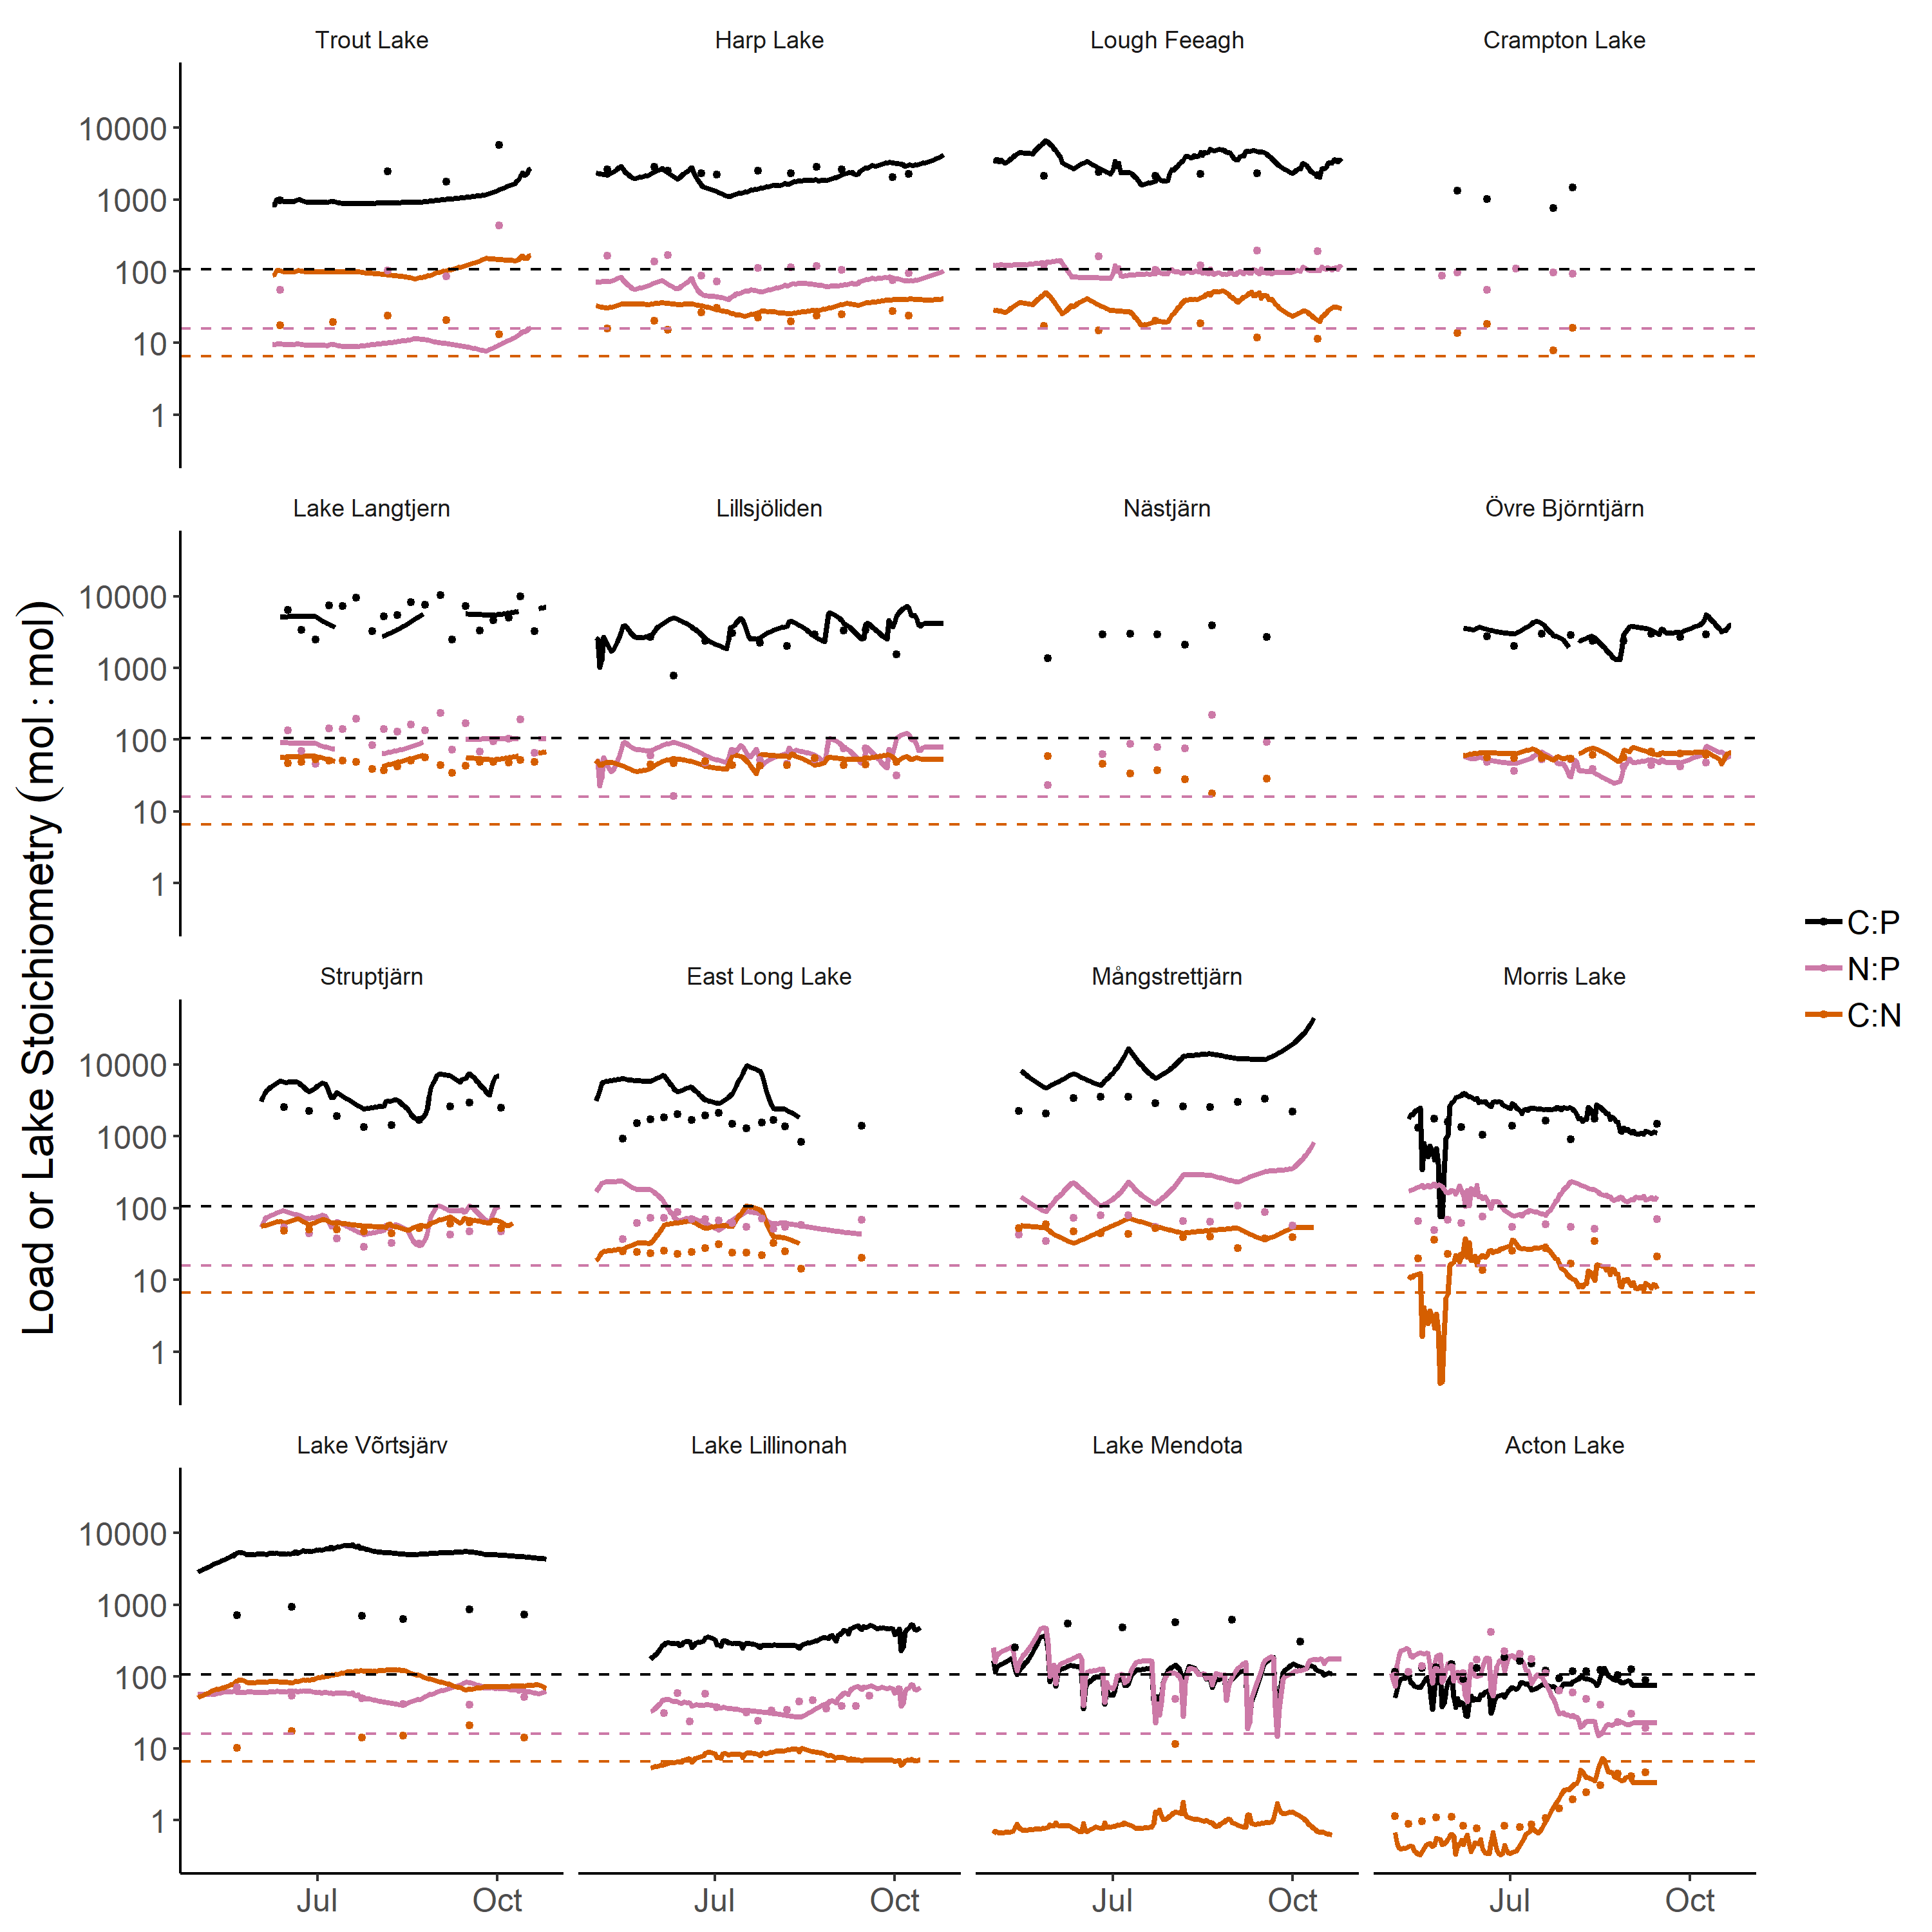 Trout Lake Harp Lake Lough Feeagh Crampton Lake
10000
1000
100
10
1
Lake Langtjern Lillsjöliden Nästjärn Övre Björntjärn
10000
1000
100
10
1
Load or Lake Stoichiometry (mol : mol)
C:P
N:P
C:N
Struptjärn East Long Lake Mångstrettjärn Morris Lake
10000
1000
100
10
1
Lake Võrtsjärv Lake Lillinonah Lake Mendota Acton Lake
10000
1000
100
10
1
Jul Oct Jul Oct Jul Oct Jul Oct